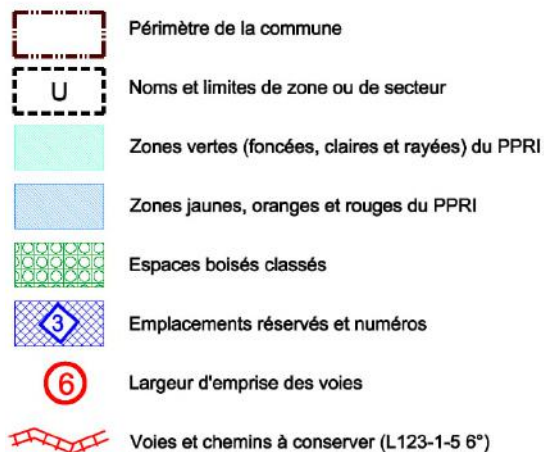 Périmètre de la commune
U Noms et limites de zone ou de secteur
Zones vertes (foncées, claires et rayées) du PPRI
Zones jaunes, oranges et rouges du PPRI
Espaces boisés classés
3 Emplacements réservés et numéros
6 Largeur d'emprise des voies
Voies et chemins à conserver (L123-1-5 6°)